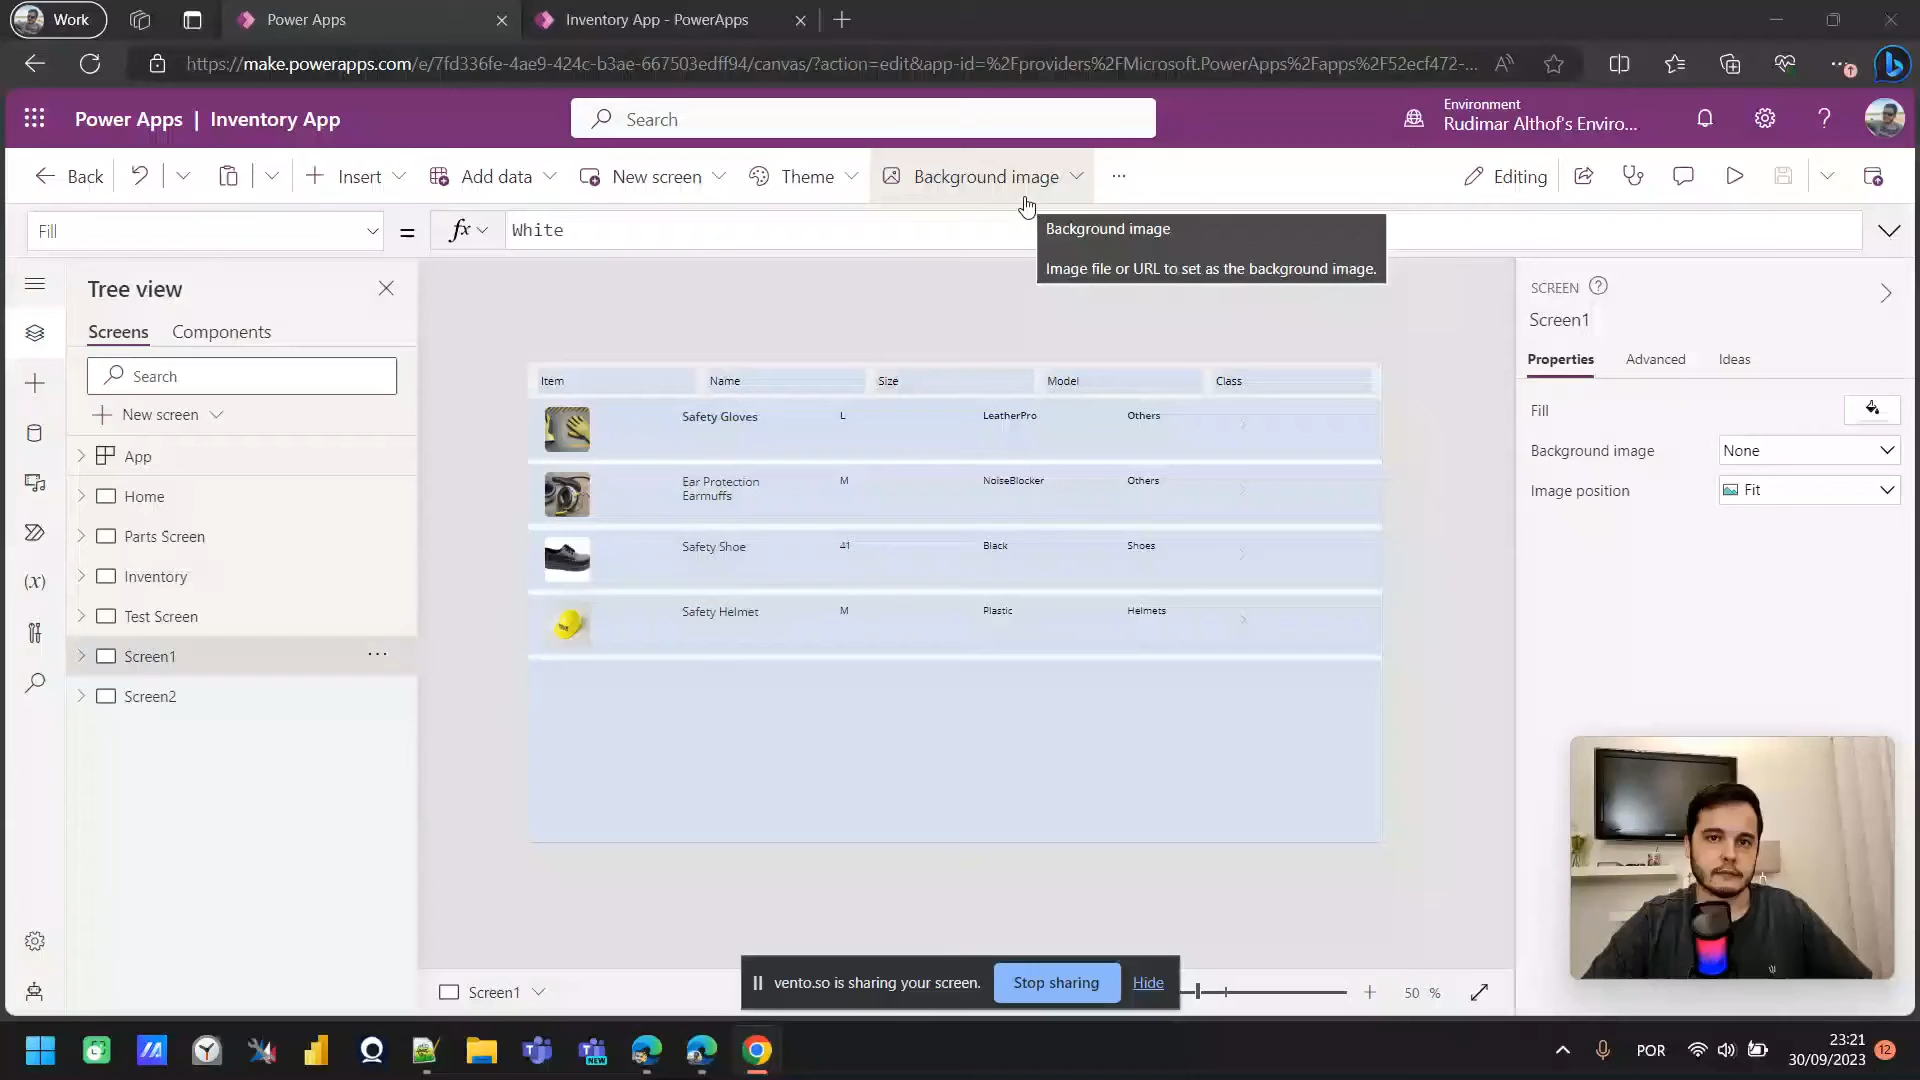 Work
Power Apps
Inventory App - PowerApps
https://make.powerapps.com/e/7fd336fe-4ae9-424c-b3ae-667503edff94/canvas/?action=edit&app-id=%2Fproviders%2FMicrosoft.PowerApps%2Fapps%2F52ecf472-...
Power Apps | Inventory App
Search
Environment
Rudimar Althof's Enviro...
Back
Insert
Add data
New screen
Theme
Background image
...
Editing
Fill
=
fx
White
Background image
Image file or URL to set as the background image.
Tree view
Screens
Components
Search
New screen
App
Home
Parts Screen
Inventory
Test Screen
Screen1
...
Screen2
Item
Name
Size
Model
Class
Safety Gloves
L
LeatherPro
Others
Ear Protection
Earmuffs
M
NoiseBlocker
Others
Safety Shoe
41
Black
Shoes
Safety Helmet
M
Plastic
Helmets
SCREEN
Screen1
Properties
Advanced
Ideas
Fill
Background image
None
Image position
Fit
Screen1
vento.so is sharing your screen.
Stop sharing
Hide
50 %
NEW
POR
23:21
30/09/2023
12